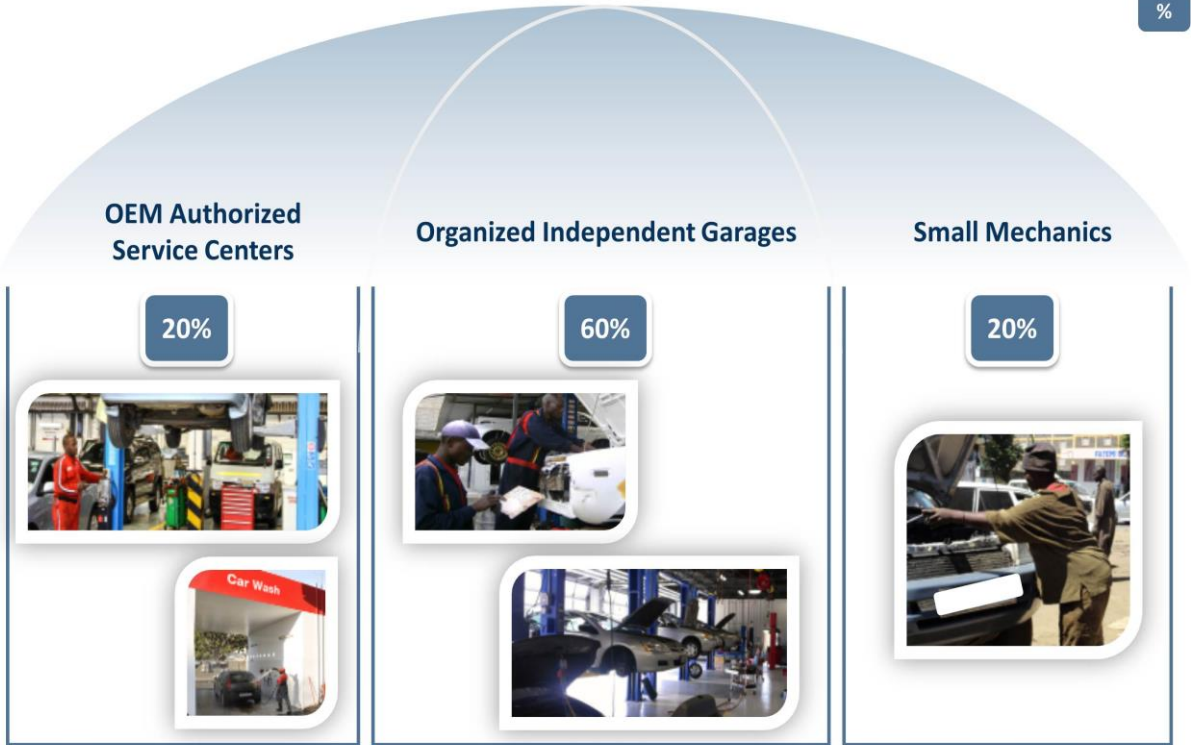 %
OEM Authorized
Service Centers
Organized Independent Garages
Small Mechanics
20%
60%
20%
Car Wash